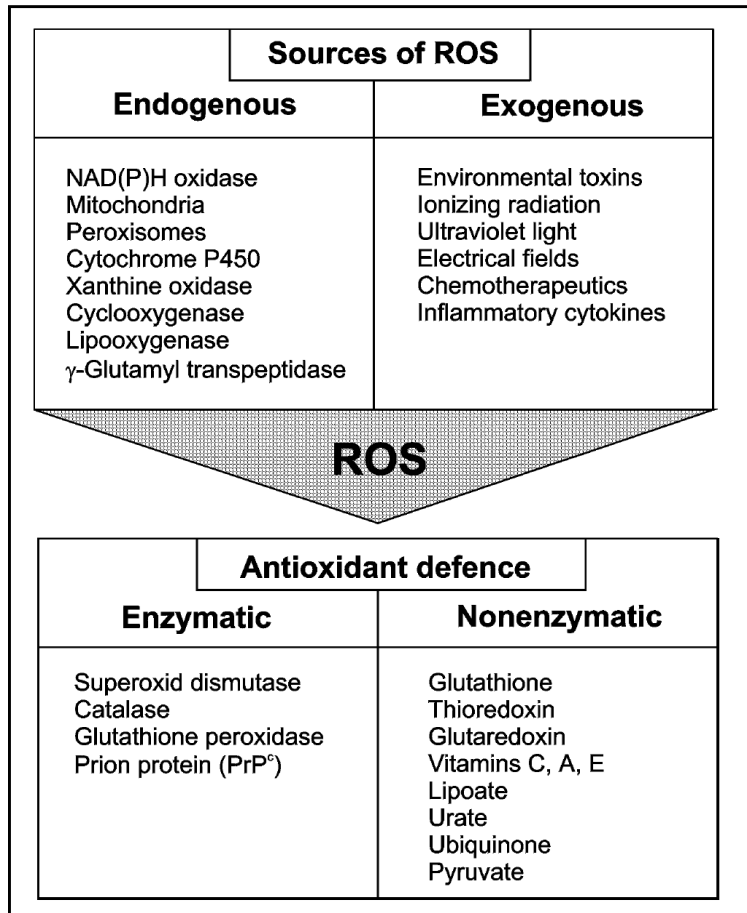 Sources of ROS
Endogenous
NAD(P)H oxidase
Mitochondria
Peroxisomes
Cytochrome P450
Xanthine oxidase
Cyclooxygenase
Lipooxygenase
γ-Glutamyl transpeptidase
Exogenous
Environmental toxins
Ionizing radiation
Ultraviolet light
Electrical fields
Chemotherapeutics
Inflammatory cytokines
ROS
Antioxidant defence
Enzymatic
Superoxid dismutase
Catalase
Glutathione peroxidase
Prion protein (PrPᶜ)
Nonenzymatic
Glutathione
Thioredoxin
Glutaredoxin
Vitamins C, A, E
Lipoate
Urate
Ubiquinone
Pyruvate